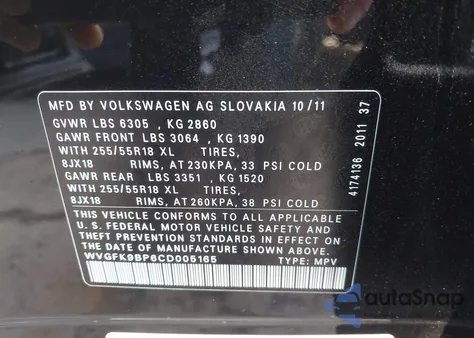 MFD BY VOLKSWAGEN AG SLOVAKIA 10/11
GVWR LBS 6305 , KG 2860
GAWR FRONT LBS 3064 , KG 1390
WITH 255/55R18 XL TIRES,
8JX18 RIMS, AT 230KPA, 33 PSI COLD
GAWR REAR LBS 3351 , KG 1520
WITH 255/55R18 XL TIRES,
8JX18 RIMS, AT 260KPA, 38 PSI COLD
THIS VEHICLE CONFORMS TO ALL APPLICABLE
U.S. FEDERAL MOTOR VEHICLE SAFETY AND
THEFT PREVENTION STANDARDS IN EFFECT ON
THE DATE OF MANUFACTURE SHOWN ABOVE.
WVGFK9BP6CD005165 TYPE: MPV
4174136 2011 37
autoSnap